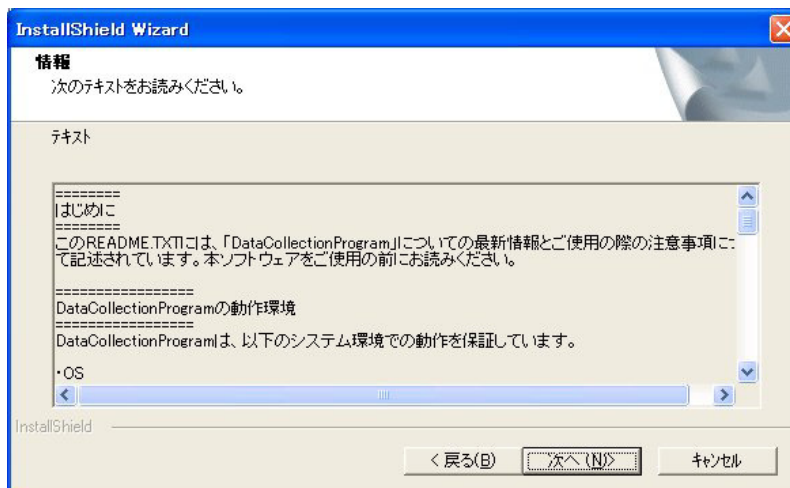 InstallShield Wizard
情報
次のテキストをお読みください。
テキスト
========
はじめに
========
このREADME.TXTには、「DataCollectionProgram」についての最新情報とご使用の際の注意事項につ
て記述されています。本ソフトウェアをご使用の前にお読みください。
=================
DataCollectionProgramの動作環境
=================
DataCollectionProgramは、以下のシステム環境での動作を保証しています。
・OS
InstallShield
< 戻る(B)
次へ(N)>
キャンセル